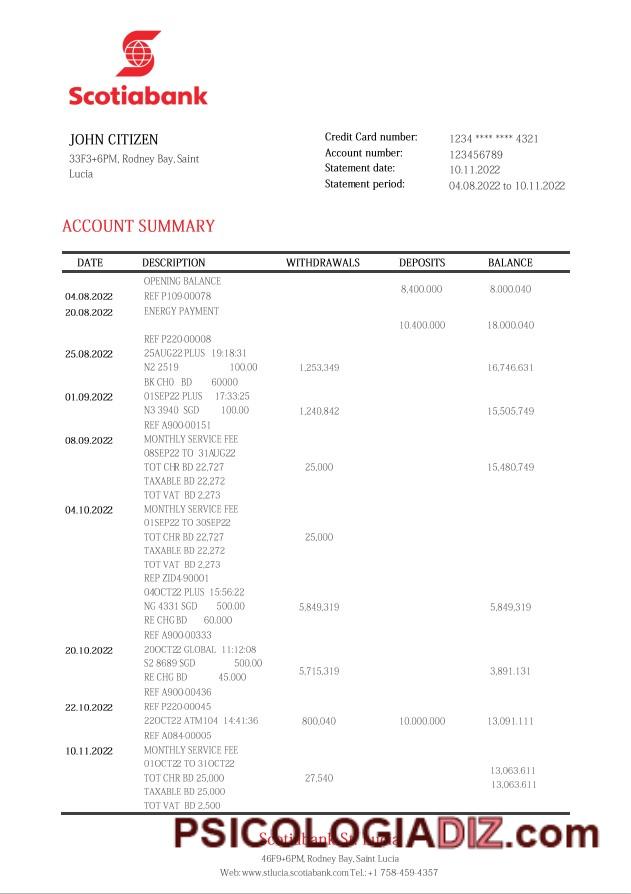 Scotiabank
JOHN CITIZEN
33F3+6PM, Rodney Bay, Saint
Lucia
Credit Card number: 1234 **** **** 4321
Account number: 123456789
Statement date: 10.11.2022
Statement period: 04.08.2022 to 10.11.2022
ACCOUNT SUMMARY
DATE DESCRIPTION WITHDRAWALS DEPOSITS BALANCE
OPENING BALANCE
8,400.000 8.000.040
04.08.2022 REF P109-00078
20.08.2022 ENERGY PAYMENT
10.400.000 18.000.040
REF P220-00008
25.08.2022 25AUG22 PLUS 19:18:31
N2 2519 100.00 1,253,349 16,746.631
BK CHO BD 60000
01.09.2022 01SEP22 PLUS 17:33:25
N3 3940 SGD 100.00 1,240.842 15,505,749
REF A900-00151
08.09.2022 MONTHLY SERVICE FEE
08SEP22 TO 31AUG22
TOT CHR BD 22,727 25,000 15,480,749
TAXABLE BD 22,272
TOT VAT BD 2,273
04.10.2022 MONTHLY SERVICE FEE
01SEP22 TO 30SEP22
TOT CHR BD 22,727 25,000
TAXABLE BD 22,272
TOT VAT BD 2,273
REP ZID4-90001
04OCT22 PLUS 15:56:22
NG 4331 SGD 500.00 5,849,319 5,849,319
RE CHG BD 60.000
REF A900-00333
20.10.2022 20OCT22 GLOBAL 11:12:08
S2 8689 SGD 500.00
5,715,319 3,891.131
RE CHG BD 45.000
REF A900-00436
22.10.2022 REF P220-00045
22OCT22 ATM104 14:41:36 800,040 10.000.000 13,091.111
REF A084-00005
10.11.2022 MONTHLY SERVICE FEE
01OCT22 TO 31OCT22
13,063.611
TOT CHR BD 25,000 27,540
13,063.611
TAXABLE BD 25,000
TOT VAT BD 2,500
PSICOLOGIADIZ.com
Scotiabank St. Lucia
46F9+6PM, Rodney Bay, Saint Lucia
Web: www.stlucia.scotiabank.com Tel.: +1 758-459-4357